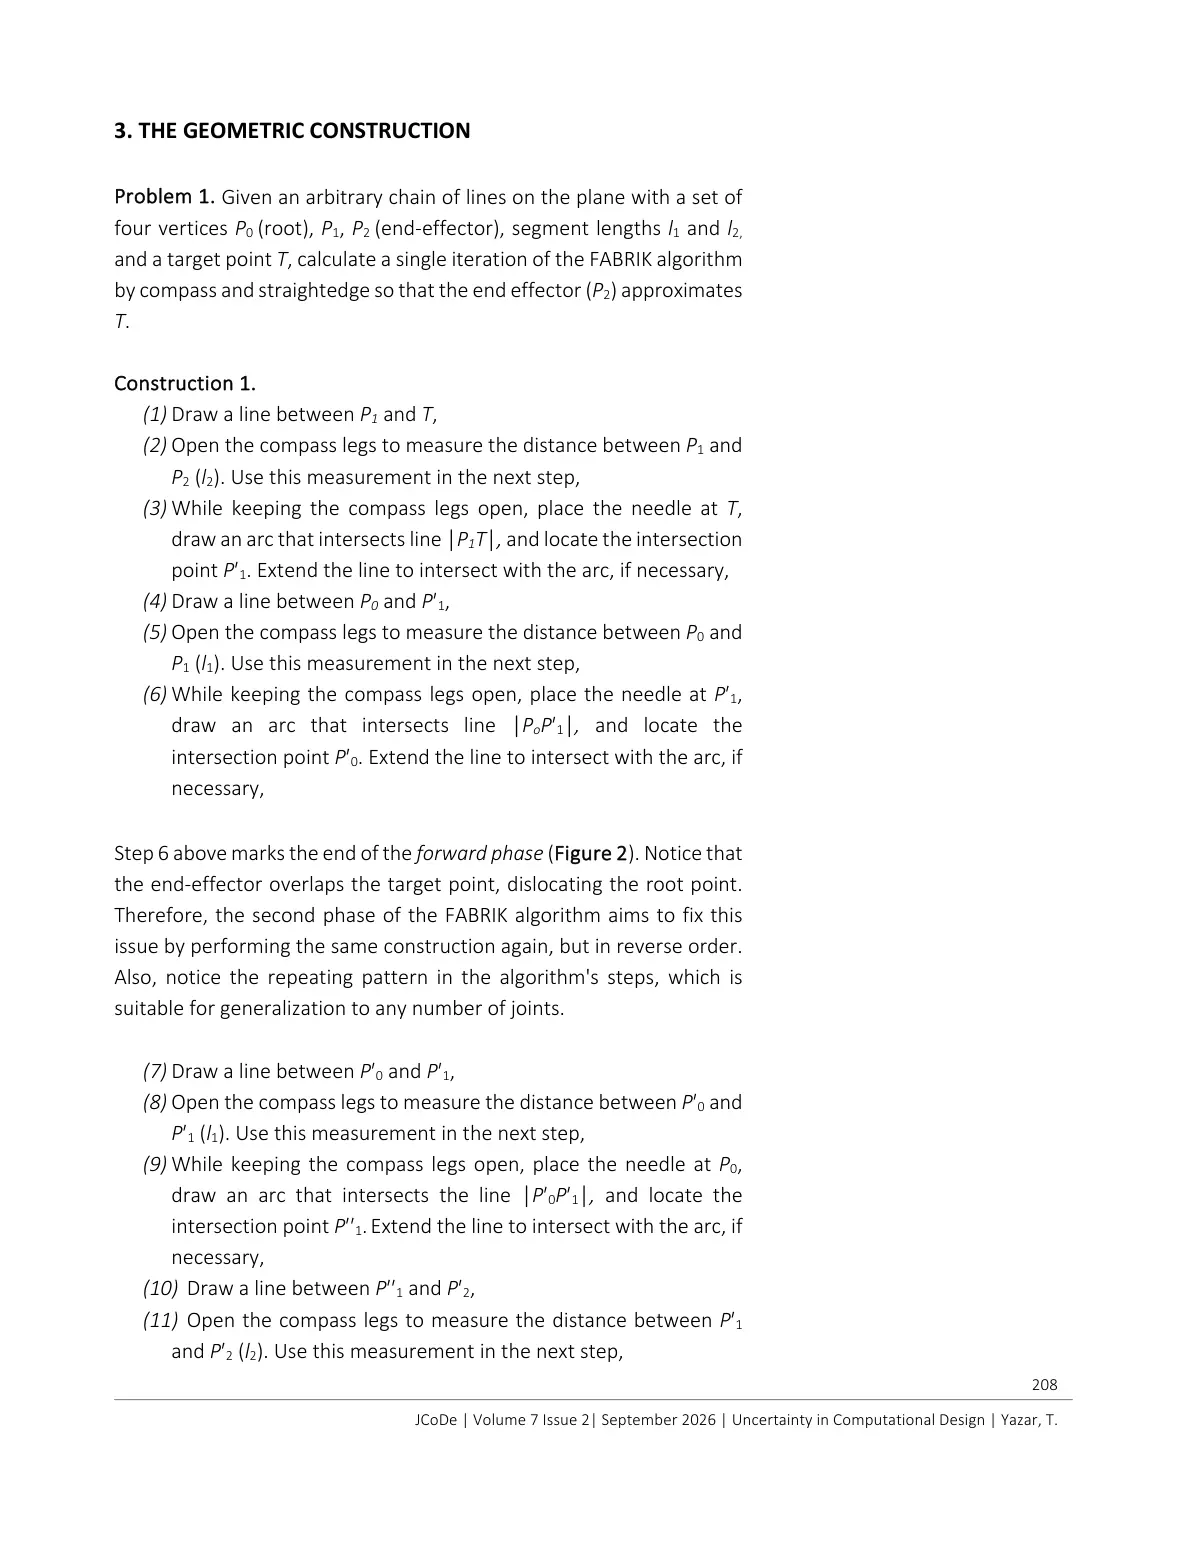 3. THE GEOMETRIC CONSTRUCTION
Problem 1. Given an arbitrary chain of lines on the plane with a set of
four vertices P0 (root), P1, P2 (end-effector), segment lengths l1 and l2,
and a target point T, calculate a single iteration of the FABRIK algorithm
by compass and straightedge so that the end effector (P2) approximates
T.
Construction 1.
(1) Draw a line between P1 and T,
(2) Open the compass legs to measure the distance between P1 and
P2 (l2). Use this measurement in the next step,
(3) While keeping the compass legs open, place the needle at T,
draw an arc that intersects line |P1T|, and locate the intersection
point P′1. Extend the line to intersect with the arc, if necessary,
(4) Draw a line between P0 and P′1,
(5) Open the compass legs to measure the distance between P0 and
P1 (l1). Use this measurement in the next step,
(6) While keeping the compass legs open, place the needle at P′1,
draw an arc that intersects line |PoP′1|, and locate the
intersection point P′0. Extend the line to intersect with the arc, if
necessary,
Step 6 above marks the end of the forward phase (Figure 2). Notice that
the end-effector overlaps the target point, dislocating the root point.
Therefore, the second phase of the FABRIK algorithm aims to fix this
issue by performing the same construction again, but in reverse order.
Also, notice the repeating pattern in the algorithm's steps, which is
suitable for generalization to any number of joints.
(7) Draw a line between P′0 and P′1,
(8) Open the compass legs to measure the distance between P′0 and
P′1 (l1). Use this measurement in the next step,
(9) While keeping the compass legs open, place the needle at P0,
draw an arc that intersects the line |P′0P′1|, and locate the
intersection point P′′1. Extend the line to intersect with the arc, if
necessary,
(10) Draw a line between P′′1 and P′2,
(11) Open the compass legs to measure the distance between P′1
and P′2 (l2). Use this measurement in the next step,
208
JCoDe | Volume 7 Issue 2| September 2026 | Uncertainty in Computational Design | Yazar, T.